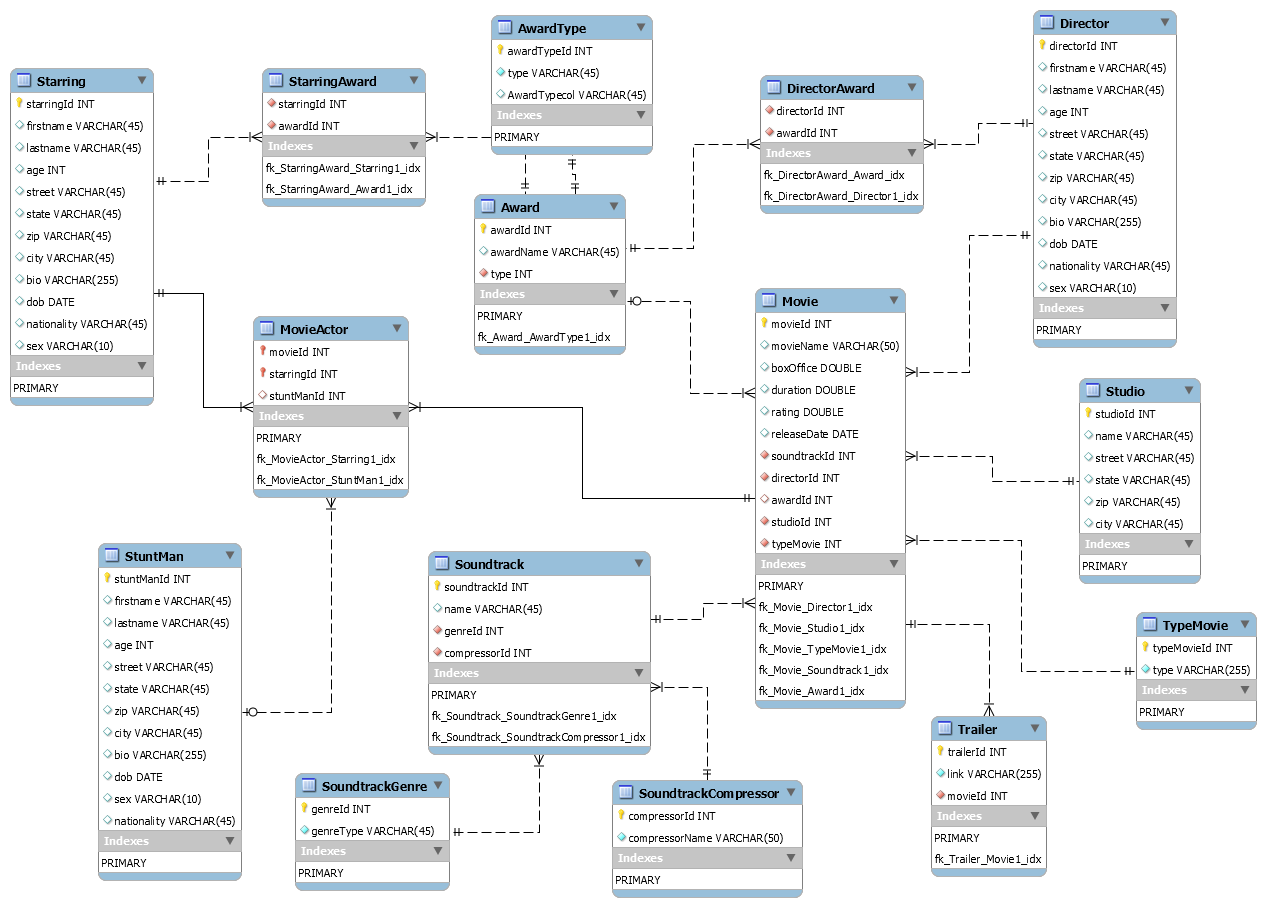 Starring
starringId INT
firstname VARCHAR(45)
lastname VARCHAR(45)
age INT
street VARCHAR(45)
state VARCHAR(45)
zip VARCHAR(45)
city VARCHAR(45)
bio VARCHAR(255)
dob DATE
nationality VARCHAR(45)
sex VARCHAR(10)
Indexes
PRIMARY
StarringAward
starringId INT
awardId INT
Indexes
fk_StarringAward_Starring1_idx
fk_StarringAward_Award1_idx
AwardType
awardTypeId INT
type VARCHAR(45)
AwardTypecol VARCHAR(45)
Indexes
PRIMARY
DirectorAward
directorId INT
awardId INT
Indexes
fk_DirectorAward_Award_idx
fk_DirectorAward_Director1_idx
Director
directorId INT
firstname VARCHAR(45)
lastname VARCHAR(45)
age INT
street VARCHAR(45)
state VARCHAR(45)
zip VARCHAR(45)
city VARCHAR(45)
bio VARCHAR(255)
dob DATE
nationality VARCHAR(45)
sex VARCHAR(10)
Indexes
PRIMARY
Award
awardId INT
awardName VARCHAR(45)
type INT
Indexes
PRIMARY
fk_Award_AwardType1_idx
MovieActor
movieId INT
starringId INT
stuntManId INT
Indexes
PRIMARY
fk_MovieActor_Starring1_idx
fk_MovieActor_StuntMan1_idx
Movie
movieId INT
movieName VARCHAR(50)
boxOffice DOUBLE
duration DOUBLE
rating DOUBLE
releaseDate DATE
soundtrackId INT
directorId INT
awardId INT
studioId INT
typeMovie INT
Indexes
PRIMARY
fk_Movie_Director1_idx
fk_Movie_Studio1_idx
fk_Movie_TypeMovie1_idx
fk_Movie_Soundtrack1_idx
fk_Movie_Award1_idx
Studio
studioId INT
name VARCHAR(45)
street VARCHAR(45)
state VARCHAR(45)
zip VARCHAR(45)
city VARCHAR(45)
Indexes
PRIMARY
StuntMan
stuntManId INT
firstname VARCHAR(45)
lastname VARCHAR(45)
age INT
street VARCHAR(45)
state VARCHAR(45)
zip VARCHAR(45)
city VARCHAR(45)
bio VARCHAR(255)
dob DATE
sex VARCHAR(10)
nationality VARCHAR(45)
Indexes
PRIMARY
Soundtrack
soundtrackId INT
name VARCHAR(45)
genreId INT
compressorId INT
Indexes
PRIMARY
fk_Soundtrack_SoundtrackGenre1_idx
fk_Soundtrack_SoundtrackCompressor1_idx
TypeMovie
typeMovieId INT
type VARCHAR(255)
Indexes
PRIMARY
Trailer
trailerId INT
link VARCHAR(255)
movieId INT
Indexes
PRIMARY
fk_Trailer_Movie1_idx
SoundtrackGenre
genreId INT
genreType VARCHAR(45)
Indexes
PRIMARY
SoundtrackCompressor
compressorId INT
compressorName VARCHAR(50)
Indexes
PRIMARY